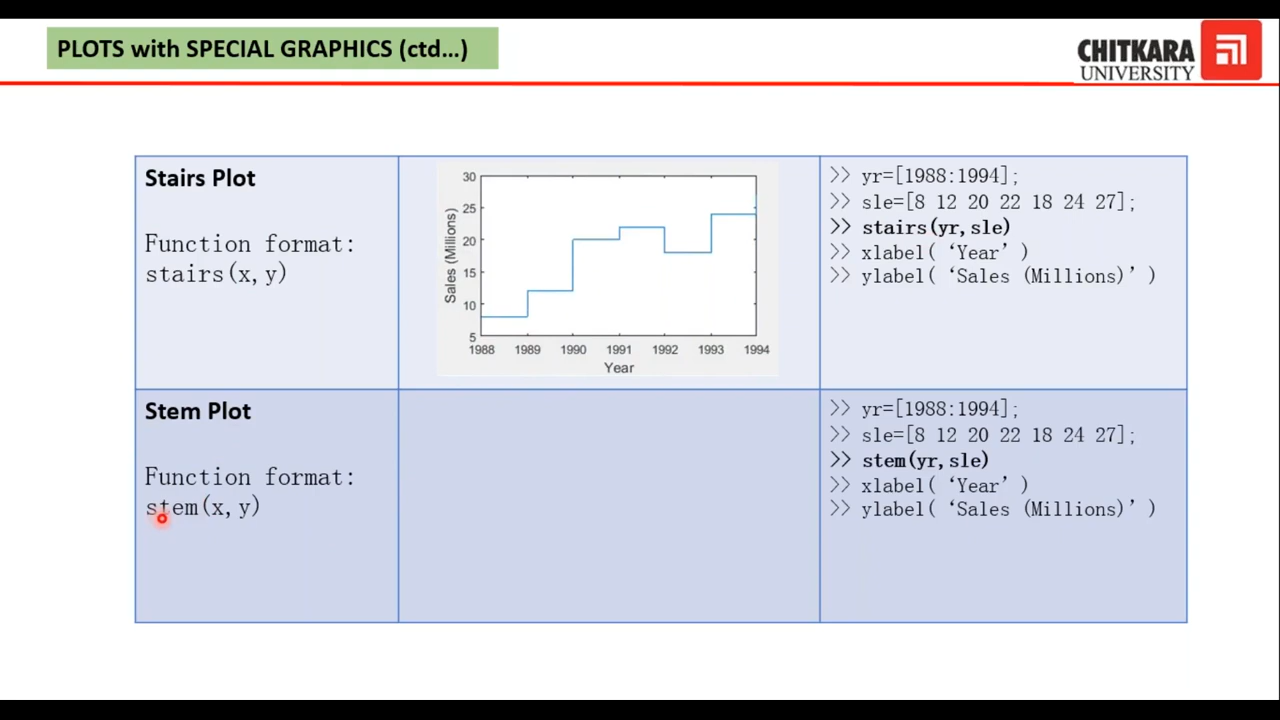 PLOTS with SPECIAL GRAPHICS (ctd...)
CHITKARA
UNIVERSITY
Stairs Plot
Function format:
stairs(x,y)
30
25
20
15
10
5
Sales (Millions)
1988 1989 1990 1991 1992 1993 1994
Year
>> yr=[1988:1994];
>> sle=[8 12 20 22 18 24 27];
>> stairs(yr,sle)
>> xlabel( ‘Year’ )
>> ylabel( ‘Sales (Millions)’ )
Stem Plot
Function format:
stem(x,y)
>> yr=[1988:1994];
>> sle=[8 12 20 22 18 24 27];
>> stem(yr,sle)
>> xlabel( ‘Year’ )
>> ylabel( ‘Sales (Millions)’ )